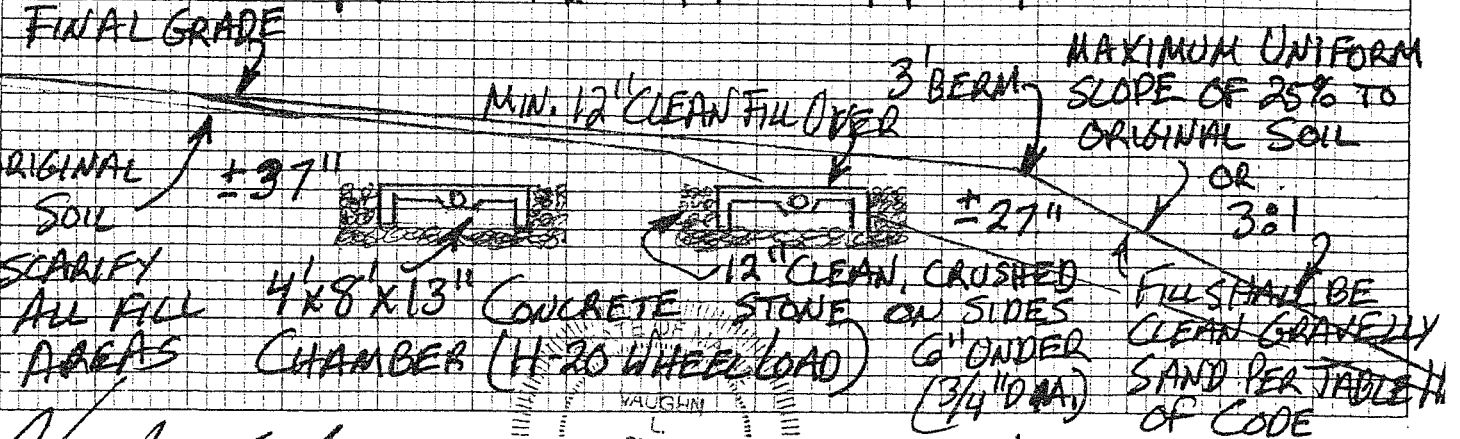 FINAL GRADE
MIN. 12" CLEAN FILL OVER
3' BERM
MAXIMUM UNIFORM
SLOPE OF 25% TO
ORIGINAL SOIL
OR
3:1
RIGINAL
SOIL
± 37"
± 27"
SCARIFY
ALL FILL
AREAS
4'x8'x13" CONCRETE
CHAMBER (H-20 WHEEL LOAD)
12" CLEAN, CRUSHED
STONE ON SIDES
6" UNDER
(3/4" DIA.)
FILL SHALL BE
CLEAN GRAVELLY
SAND PER TABLE
OF CODE
VAUGHN
L